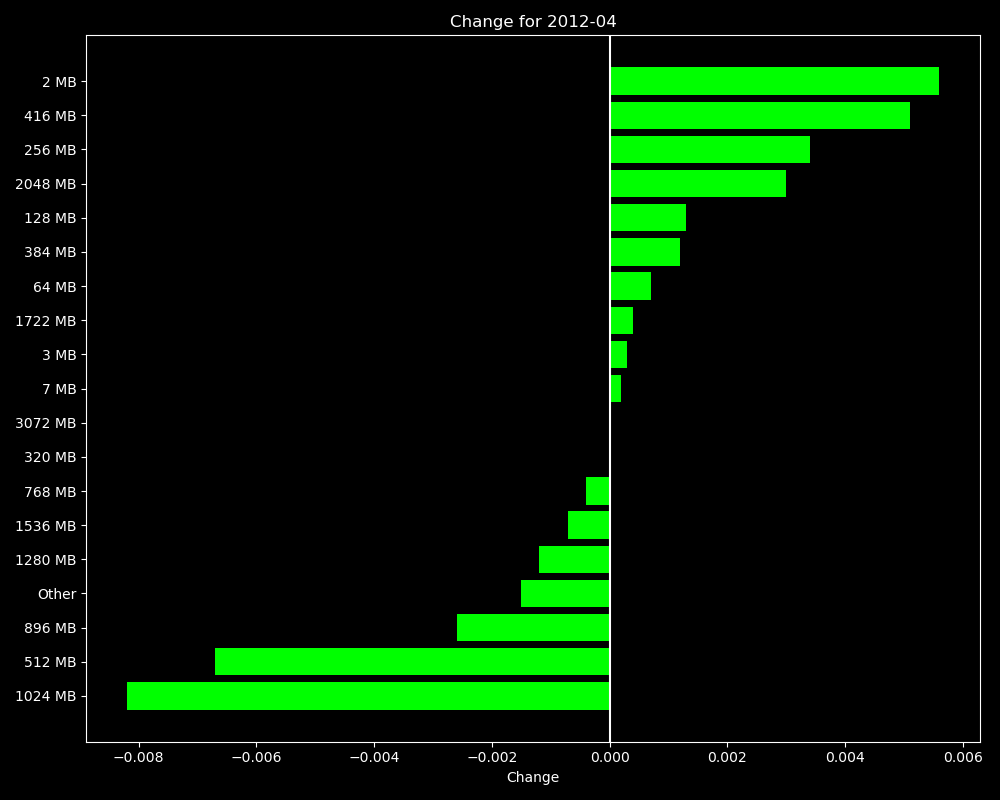 Change for 2012-04
2 MB
416 MB
256 MB
2048 MB
128 MB
384 MB
64 MB
1722 MB
3 MB
7 MB
3072 MB
320 MB
768 MB
1536 MB
1280 MB
Other
896 MB
512 MB
1024 MB
−0.008 −0.006 −0.004 −0.002 0.000 0.002 0.004 0.006
Change